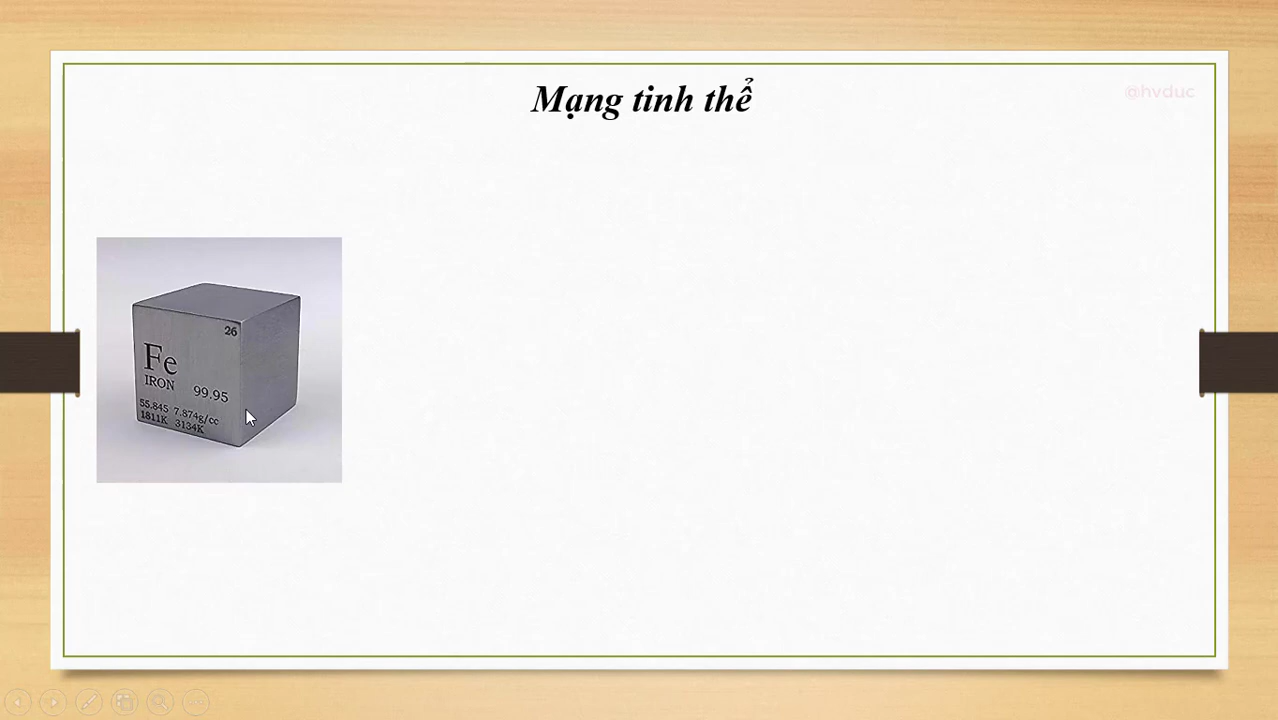 Mạng tinh thể
@hvduc
26
Fe
IRON 99.95
55.845 7.874g/cc
1811K 3134K